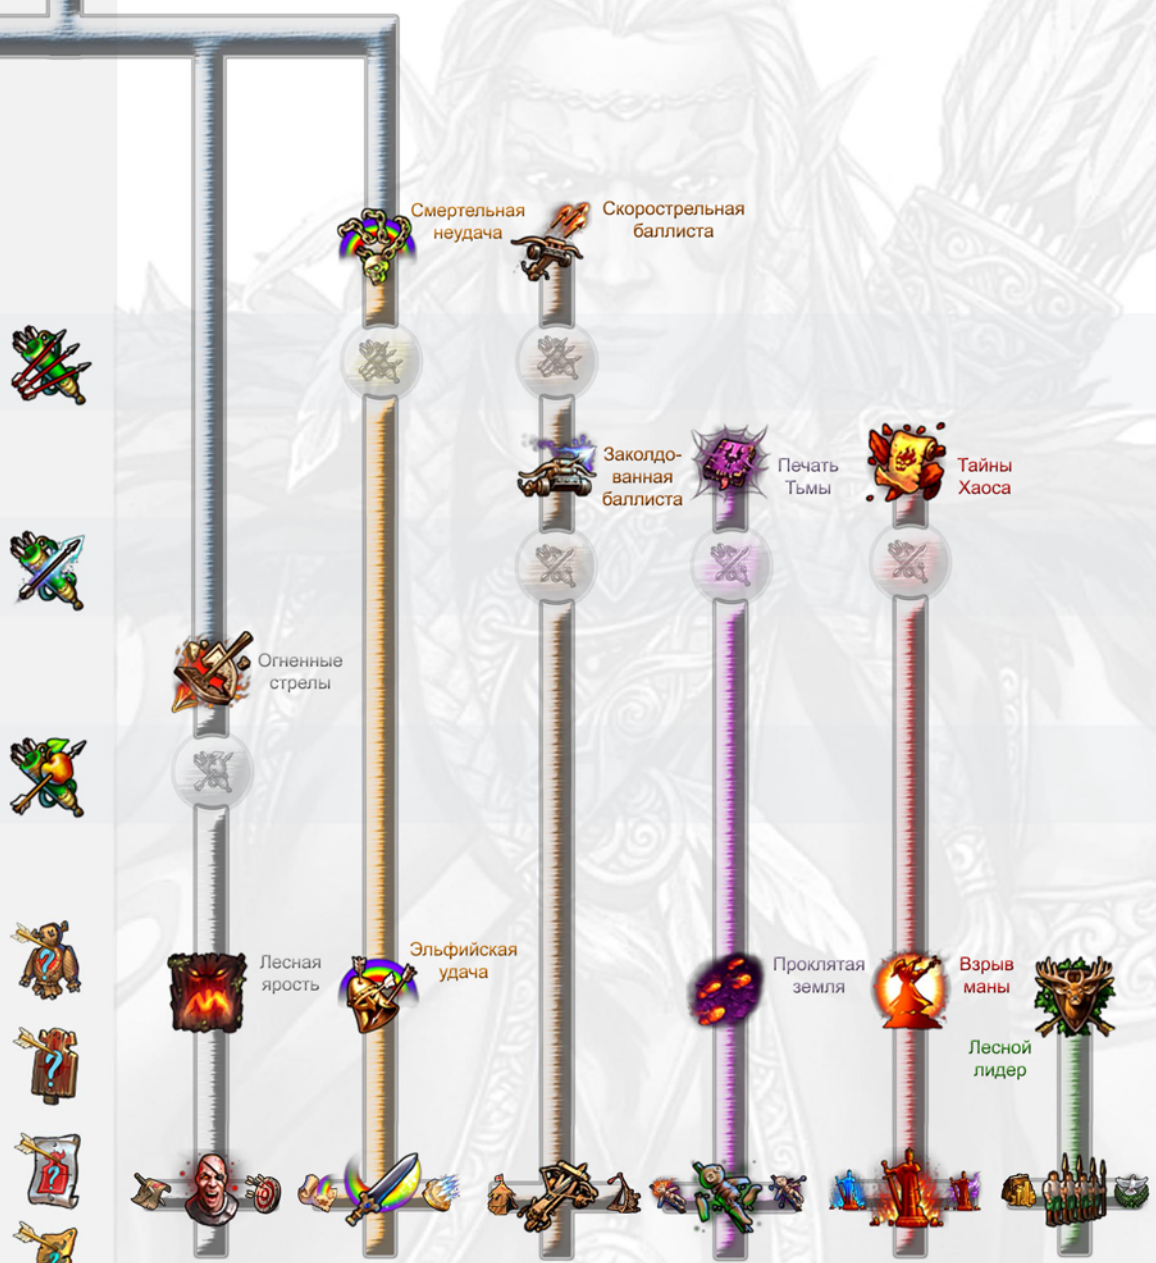 Смертельная
неудача
Скорострельная
баллиста
Заколдо-
ванная
баллиста
Печать
Тьмы
Тайны
Хаоса
Огненные
стрелы
Лесная
ярость
Эльфийская
удача
Проклятая
земля
Взрыв
маны
Лесной
лидер
?
?
?
?